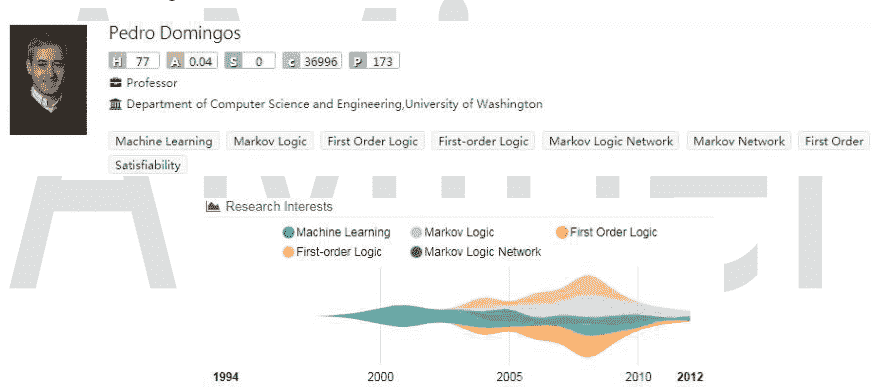 Pedro Domingos
H 77 A 0.04 S 0 c 36996 P 173
Professor
Department of Computer Science and Engineering,University of Washington
Machine Learning Markov Logic First Order Logic First-order Logic Markov Logic Network Markov Network First Order
Satisfiability
Research Interests
Machine Learning Markov Logic First Order Logic
First-order Logic Markov Logic Network
1994 2000 2005 2010 2012